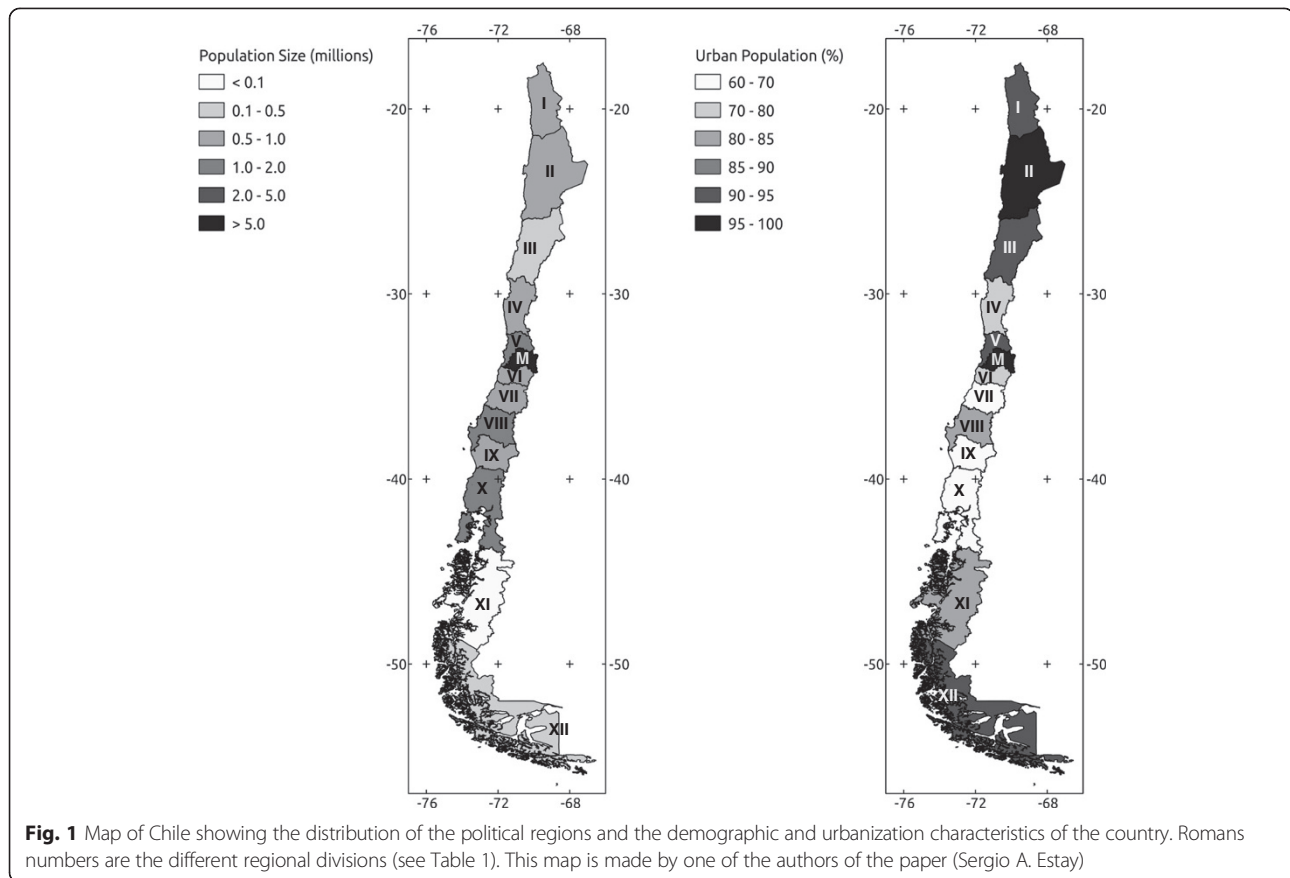 -76 -72 -68
Population Size (millions)
< 0.1
0.1 - 0.5
0.5 - 1.0
1.0 - 2.0
2.0 - 5.0
> 5.0
-20
-30
-40
-50
I
II
III
IV
V
M
VI
VII
VIII
IX
X
XI
XII
-76 -72 -68
-76 -72 -68
Urban Population (%)
60 - 70
70 - 80
80 - 85
85 - 90
90 - 95
95 - 100
-20
-30
-40
-50
-20
-30
-40
-50
I
II
III
IV
V
M
VI
VII
VIII
IX
X
XI
XII
-76 -72 -68
Fig. 1 Map of Chile showing the distribution of the political regions and the demographic and urbanization characteristics of the country. Romans
numbers are the different regional divisions (see Table 1). This map is made by one of the authors of the paper (Sergio A. Estay)